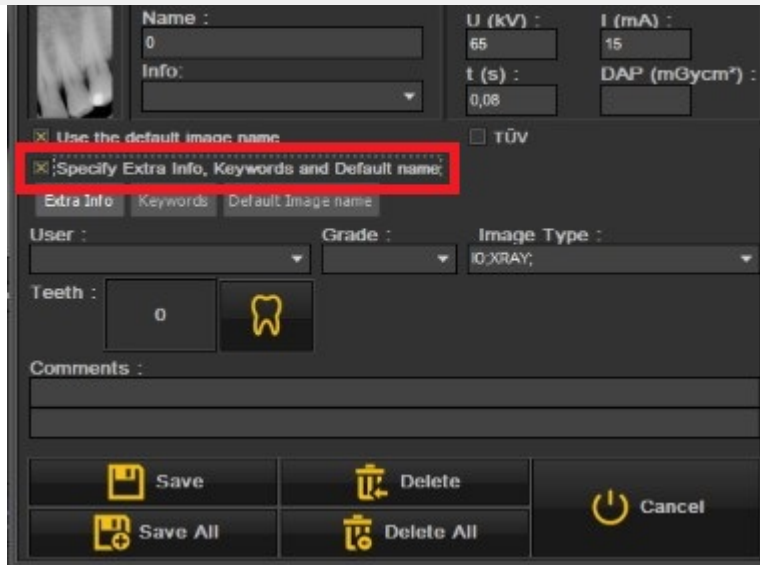 Name :
U (kV) :
I (mA) :
0
65
15
Info:
t (s) :
DAP (mGycm²) :
0,08
Use the default image name
TÜV
Specify Extra Info, Keywords and Default name;
Extra Info
Keywords
Default Image name
User :
Grade :
Image Type :
IO;XRAY;
Teeth :
0
Comments :
Save
Delete
Cancel
Save All
Delete All